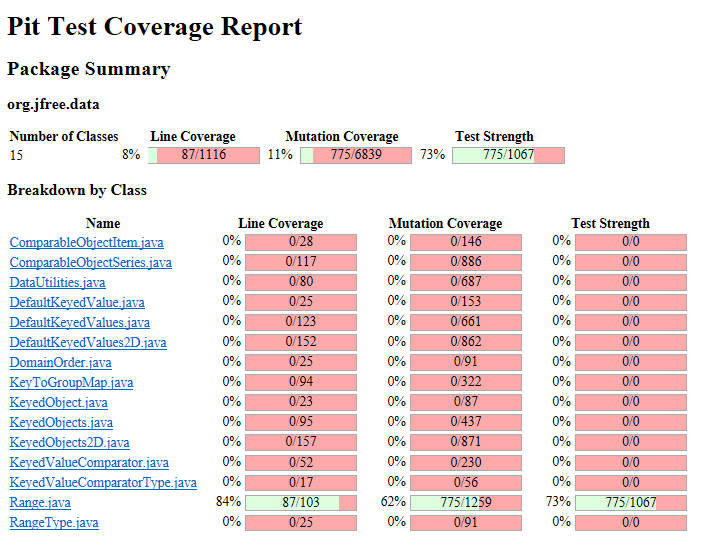 Pit Test Coverage Report
Package Summary
org.jfree.data
Number of Classes Line Coverage Mutation Coverage Test Strength
15 8% 87/1116 11% 775/6839 73% 775/1067
Breakdown by Class
Name Line Coverage Mutation Coverage Test Strength
ComparableObjectItem.java 0% 0/28 0% 0/146 0% 0/0
ComparableObjectSeries.java 0% 0/117 0% 0/886 0% 0/0
DataUtilities.java 0% 0/80 0% 0/687 0% 0/0
DefaultKeyedValue.java 0% 0/25 0% 0/153 0% 0/0
DefaultKeyedValues.java 0% 0/123 0% 0/661 0% 0/0
DefaultKeyedValues2D.java 0% 0/152 0% 0/862 0% 0/0
DomainOrder.java 0% 0/25 0% 0/91 0% 0/0
KeyToGroupMap.java 0% 0/94 0% 0/322 0% 0/0
KeyedObject.java 0% 0/23 0% 0/87 0% 0/0
KeyedObjects.java 0% 0/95 0% 0/437 0% 0/0
KeyedObjects2D.java 0% 0/157 0% 0/871 0% 0/0
KeyedValueComparator.java 0% 0/52 0% 0/230 0% 0/0
KeyedValueComparatorType.java 0% 0/17 0% 0/56 0% 0/0
Range.java 84% 87/103 62% 775/1259 73% 775/1067
RangeType.java 0% 0/25 0% 0/91 0% 0/0